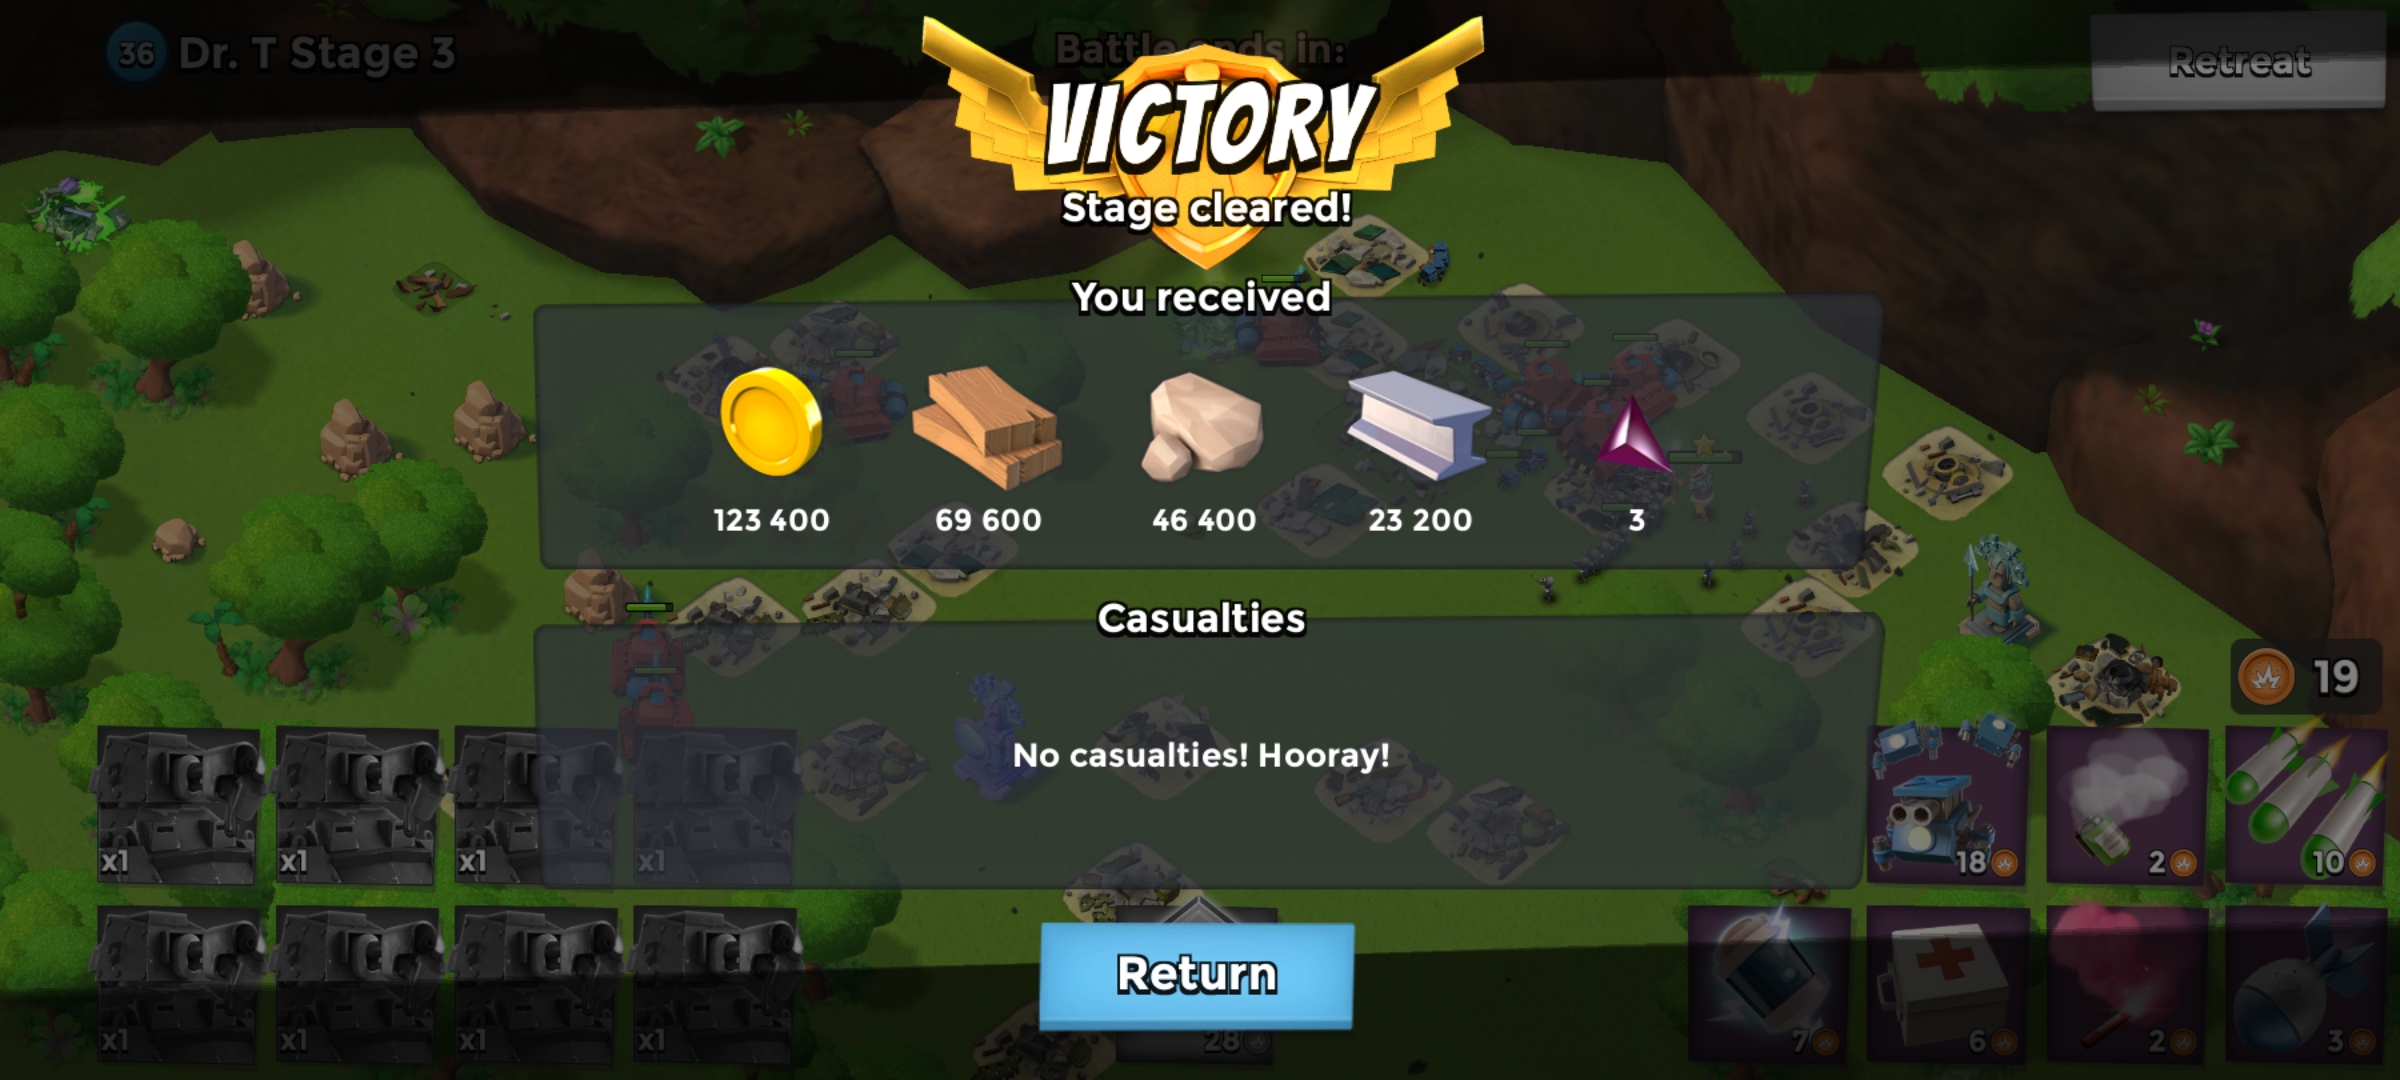 36 Dr. T Stage 3
Battle ends in:
Retreat
VICTORY
Stage cleared!
You received
123 400
69 600
46 400
23 200
3
Casualties
No casualties! Hooray!
19
x1
x1
x1
x1
18
2
10
x1
x1
x1
x1
Return
28
7
6
2
3